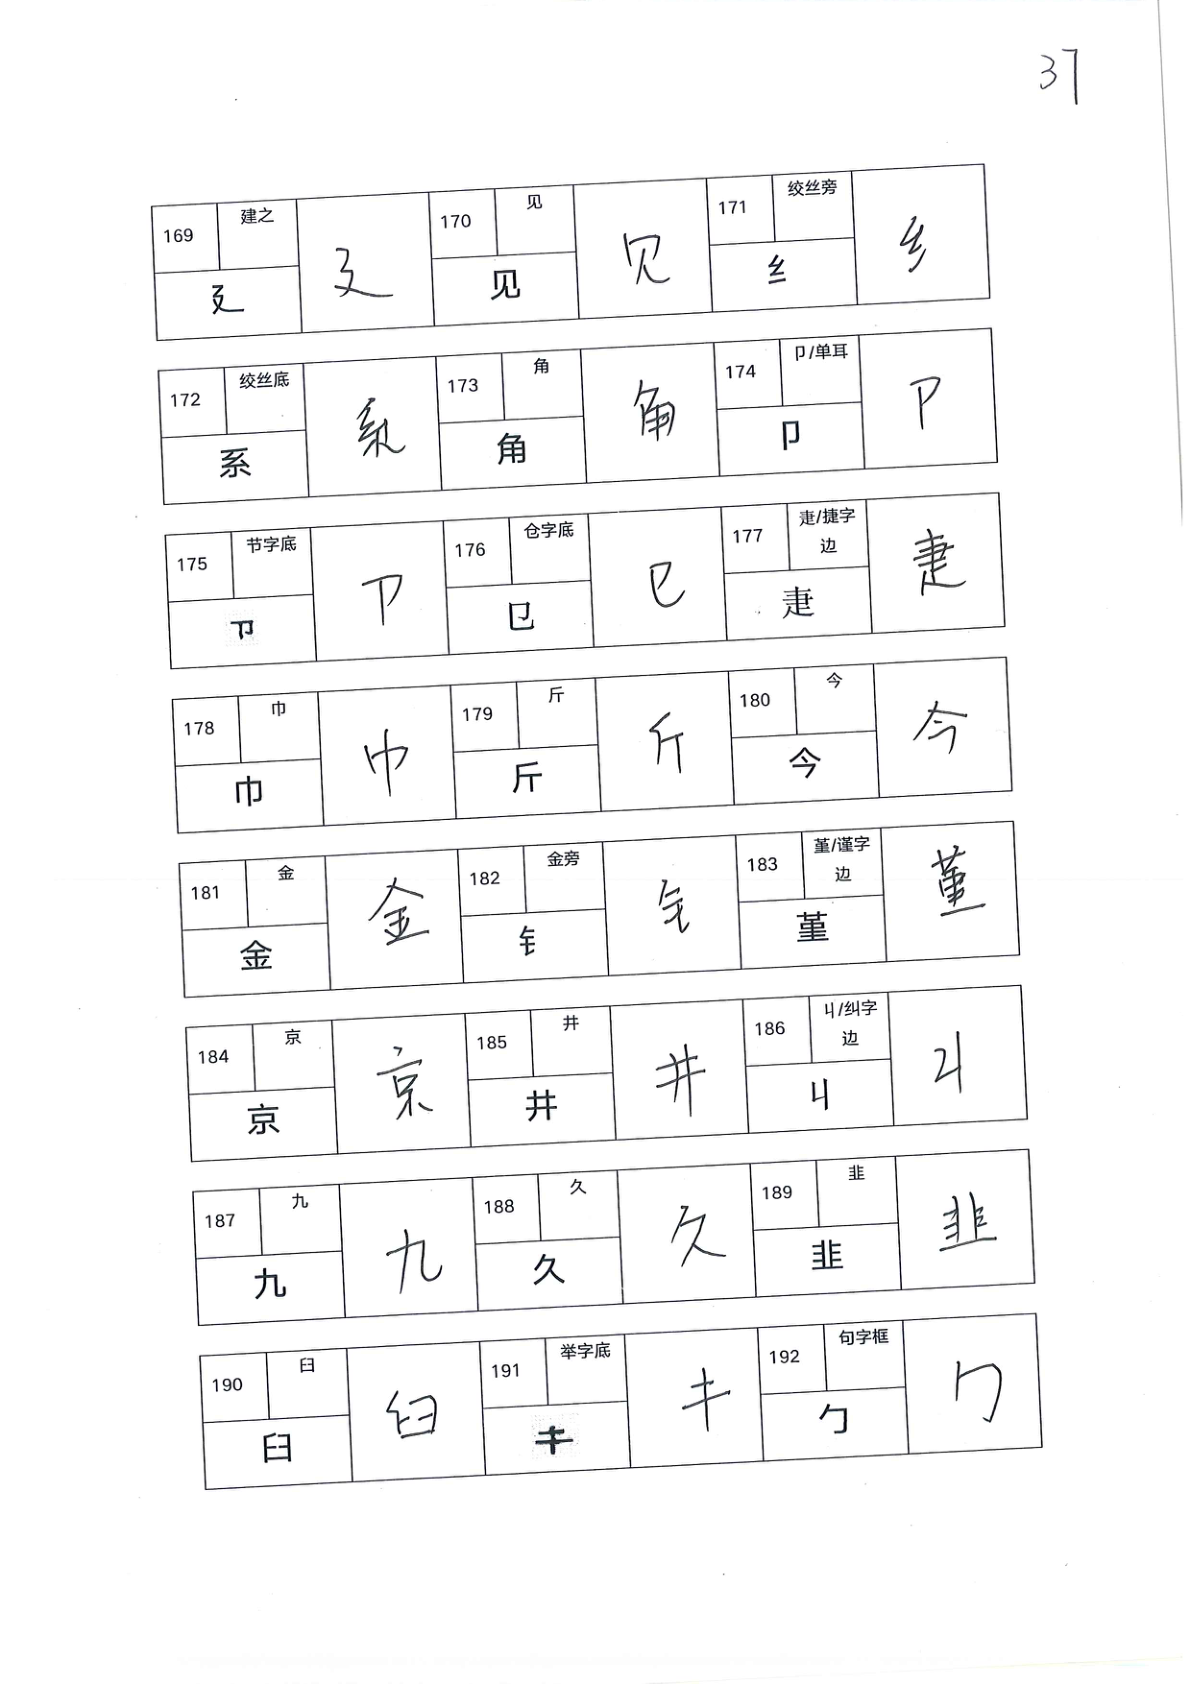 37
169 建之 廴 廴 170 见 见 见 171 绞丝旁 纟 纟
172 绞丝底 系 系 173 角 角 角 174 卩/单耳 卩 卩
175 节字底 卩 卩 176 仓字底 㔾 㔾 177 疌/捷字边 疌 疌
178 巾 巾 巾 179 斤 斤 斤 180 今 今 今
181 金 金 金 182 金旁 钅 钅 183 堇/谨字边 堇 堇
184 京 京 京 185 井 井 井 186 丩/纠字边 丩 丩
187 九 九 九 188 久 久 久 189 韭 韭 韭
190 臼 臼 臼 191 举字底 キ キ 192 句字框 勹 勹